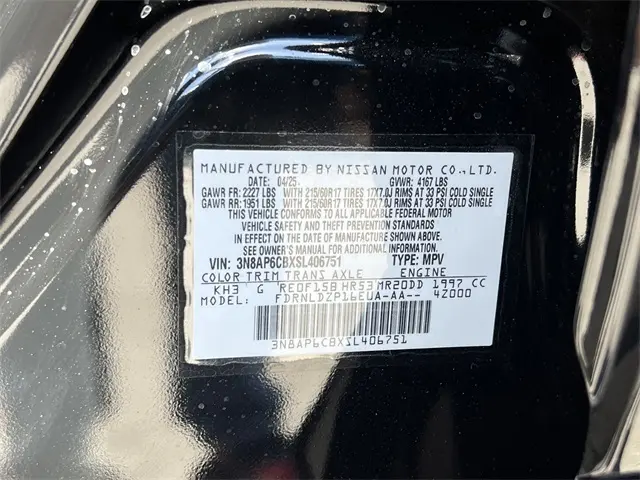 MANUFACTURED BY NISSAN MOTOR CO., LTD.
DATE 04/25 GVWR: 4167 LBS
GAWR FR: 2227 LBS WITH 215/60R17 TIRES 17X7.0J RIMS AT 33 PSI COLD SINGLE
GAWR RR: 1951 LBS WITH 215/60R17 TIRES 17X7.0J RIMS AT 33 PSI COLD SINGLE
THIS VEHICLE CONFORMS TO ALL APPLICABLE FEDERAL MOTOR
VEHICLE SAFETY AND THEFT PREVENTION STANDARDS IN
EFFECT ON THE DATE OF MANUFACTURE SHOWN ABOVE.
SEE OWNER'S MANUAL FOR ADDITIONAL INFORMATION.
VIN: 3N8AP6CBXSL406751 TYPE: MPV
COLOR TRIM TRANS AXLE ENGINE
KH3 G RE0F15B HR53 MR20DD 1997 CC
MODEL FDRNLDZP16EUA-AA-- 4Z000
3N8AP6CBXSL406751